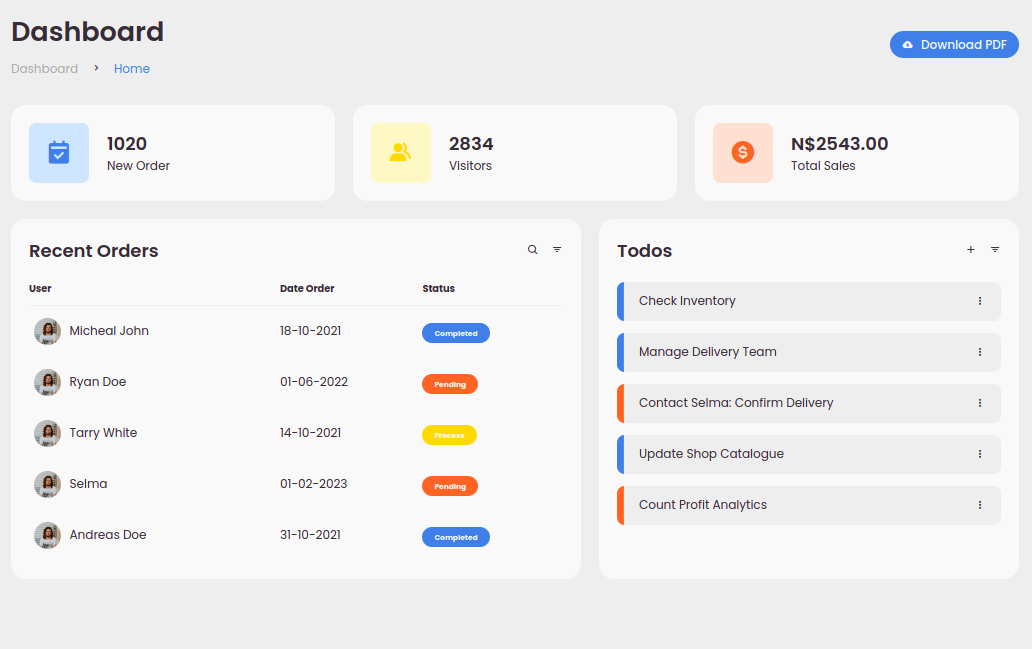 Dashboard
Dashboard > Home
Download PDF
1020
New Order
2834
Visitors
N$2543.00
Total Sales
Recent Orders
User Date Order Status
Micheal John 18-10-2021 Completed
Ryan Doe 01-06-2022 Pending
Tarry White 14-10-2021 Process
Selma 01-02-2023 Pending
Andreas Doe 31-10-2021 Completed
Todos
Check Inventory
Manage Delivery Team
Contact Selma: Confirm Delivery
Update Shop Catalogue
Count Profit Analytics